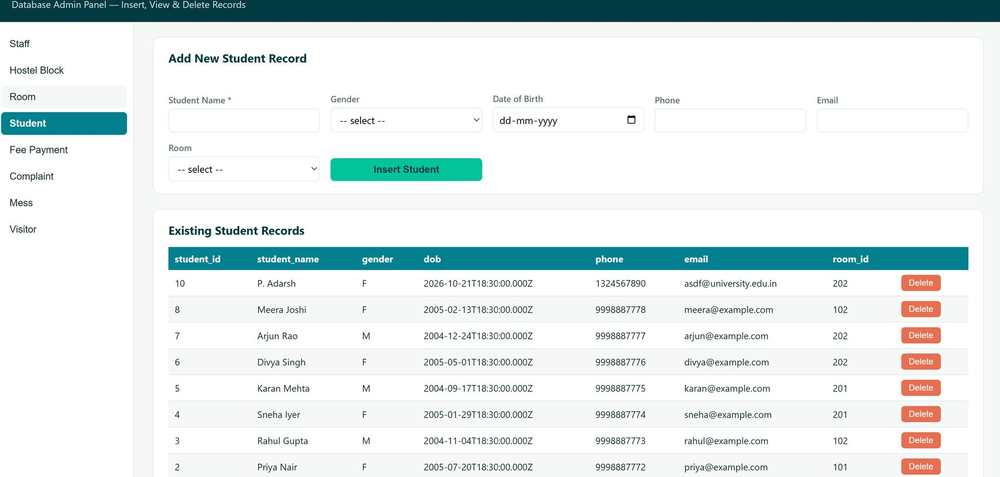 Database Admin Panel — Insert, View & Delete Records
Staff
Hostel Block
Room
Student
Fee Payment
Complaint
Mess
Visitor
Add New Student Record
Student Name * Gender Date of Birth Phone Email
-- select -- dd-mm-yyyy
Room
-- select -- Insert Student
Existing Student Records
student_id student_name gender dob phone email room_id
10 P. Adarsh F 2026-10-21T18:30:00.000Z 1324567890 asdf@university.edu.in 202 Delete
8 Meera Joshi F 2005-02-13T18:30:00.000Z 9998887778 meera@example.com 102 Delete
7 Arjun Rao M 2004-12-24T18:30:00.000Z 9998887777 arjun@example.com 202 Delete
6 Divya Singh F 2005-05-01T18:30:00.000Z 9998887776 divya@example.com 202 Delete
5 Karan Mehta M 2004-09-17T18:30:00.000Z 9998887775 karan@example.com 201 Delete
4 Sneha Iyer F 2005-01-29T18:30:00.000Z 9998887774 sneha@example.com 201 Delete
3 Rahul Gupta M 2004-11-04T18:30:00.000Z 9998887773 rahul@example.com 102 Delete
2 Priya Nair F 2005-07-20T18:30:00.000Z 9998887772 priya@example.com 101 Delete